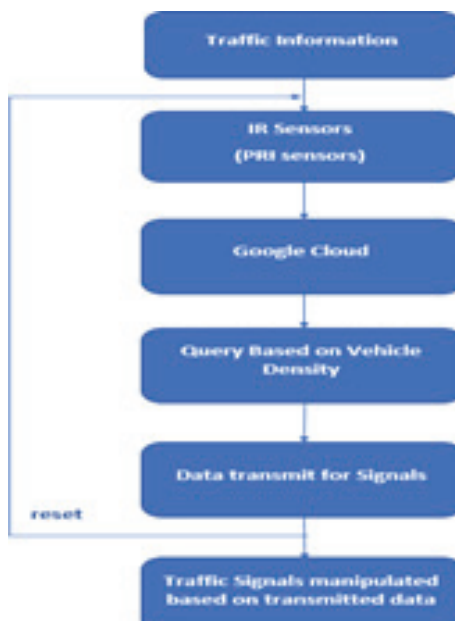 Traffic Information
IR Sensors
(PRI sensors)
Google Cloud
Query Based on Vehicle
Density
Data transmit for Signals
reset
Traffic Signals manipulated
based on transmitted data